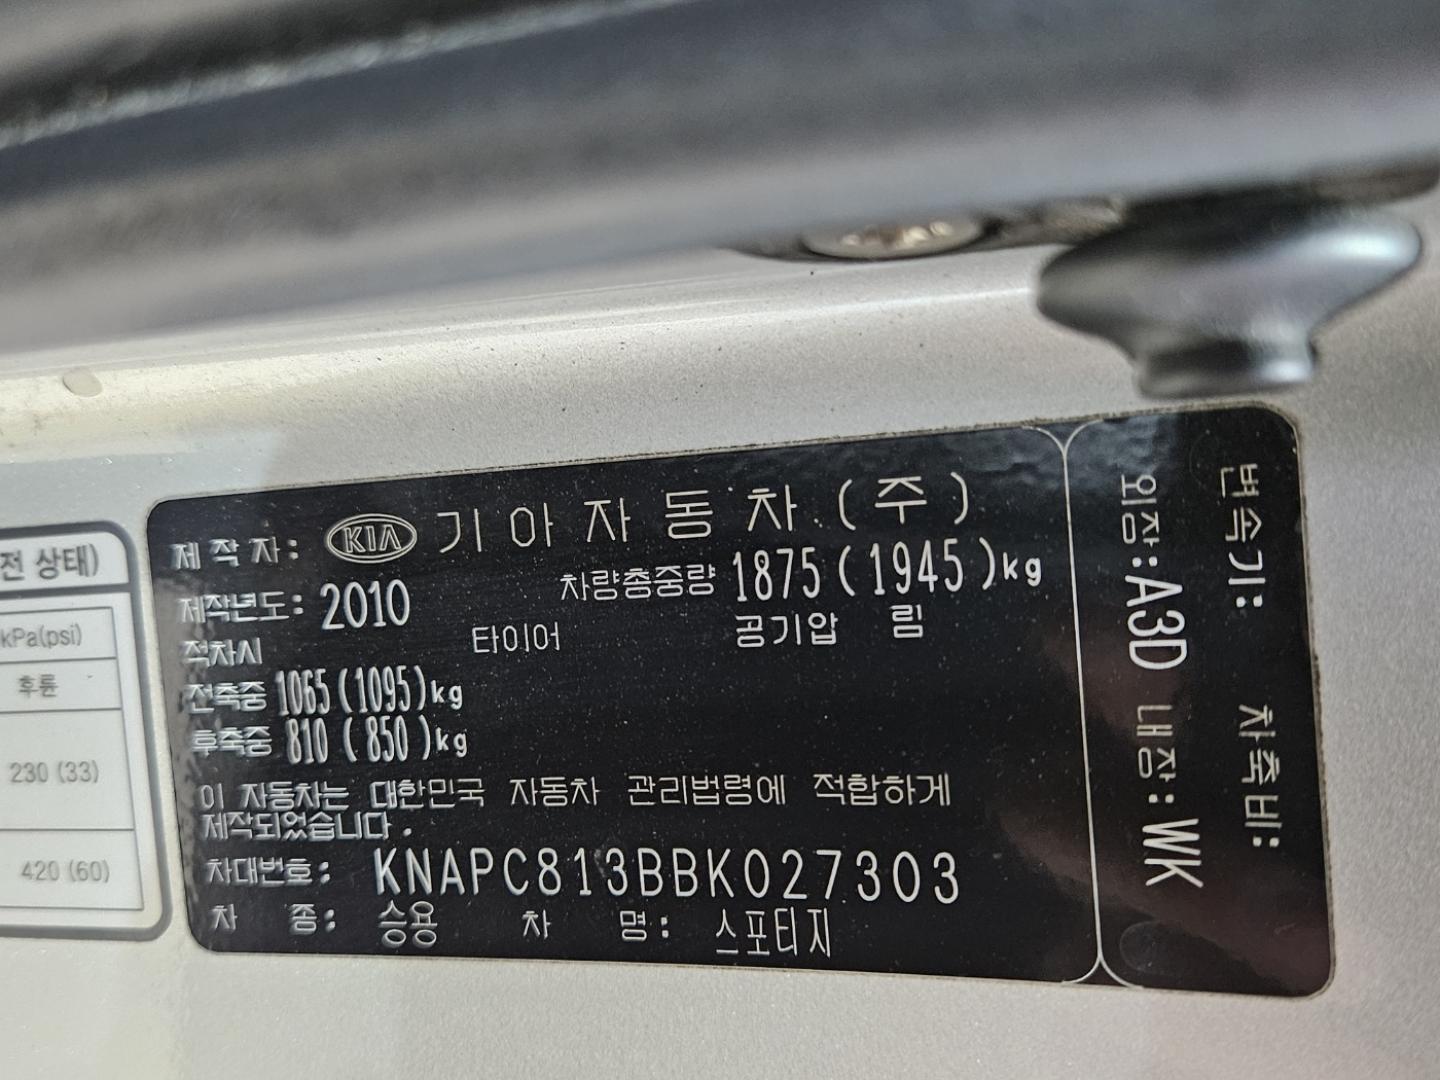 전 상태)
kPa(psi)
후륜
230 (33)
420 (60)
제 작 자: KIA 기 아 자 동 차 (주)
제작년도: 2010 차량총중량 1875 (1945)kg
적차시 타이어 공기압 림
전축중 1065(1095)kg
후축중 810 (850)kg
이 자동차는 대한민국 자동차 관리법령에 적합하게
제작되었습니다.
차대번호: KNAPC813BBK027303
차 종: 승용 차 명: 스포티지
변속기: 차축비:
외장:A3D 내장:WK